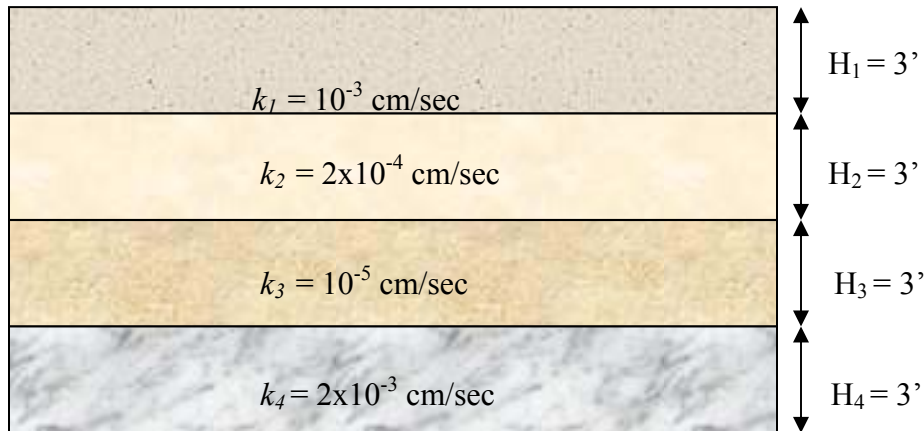 k₁ = 10⁻³ cm/sec
H₁ = 3’
k₂ = 2x10⁻⁴ cm/sec
H₂ = 3’
k₃ = 10⁻⁵ cm/sec
H₃ = 3’
k₄ = 2x10⁻³ cm/sec
H₄ = 3’